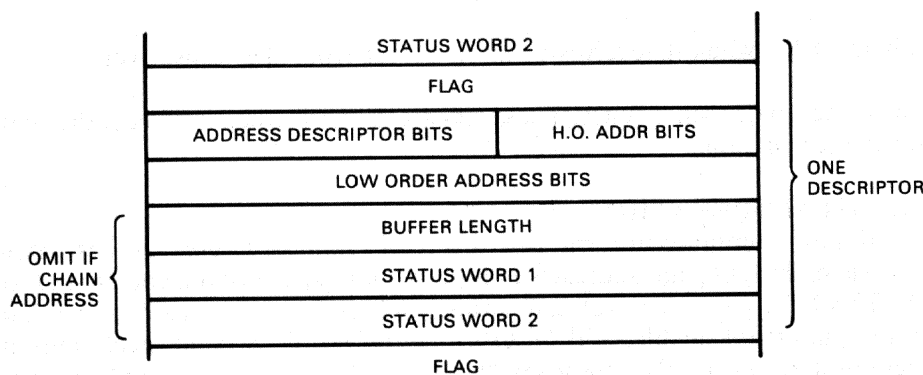 STATUS WORD 2
FLAG
ADDRESS DESCRIPTOR BITS
H.O. ADDR BITS
LOW ORDER ADDRESS BITS
ONE
DESCRIPTOR
BUFFER LENGTH
OMIT IF
CHAIN
ADDRESS
STATUS WORD 1
STATUS WORD 2
FLAG